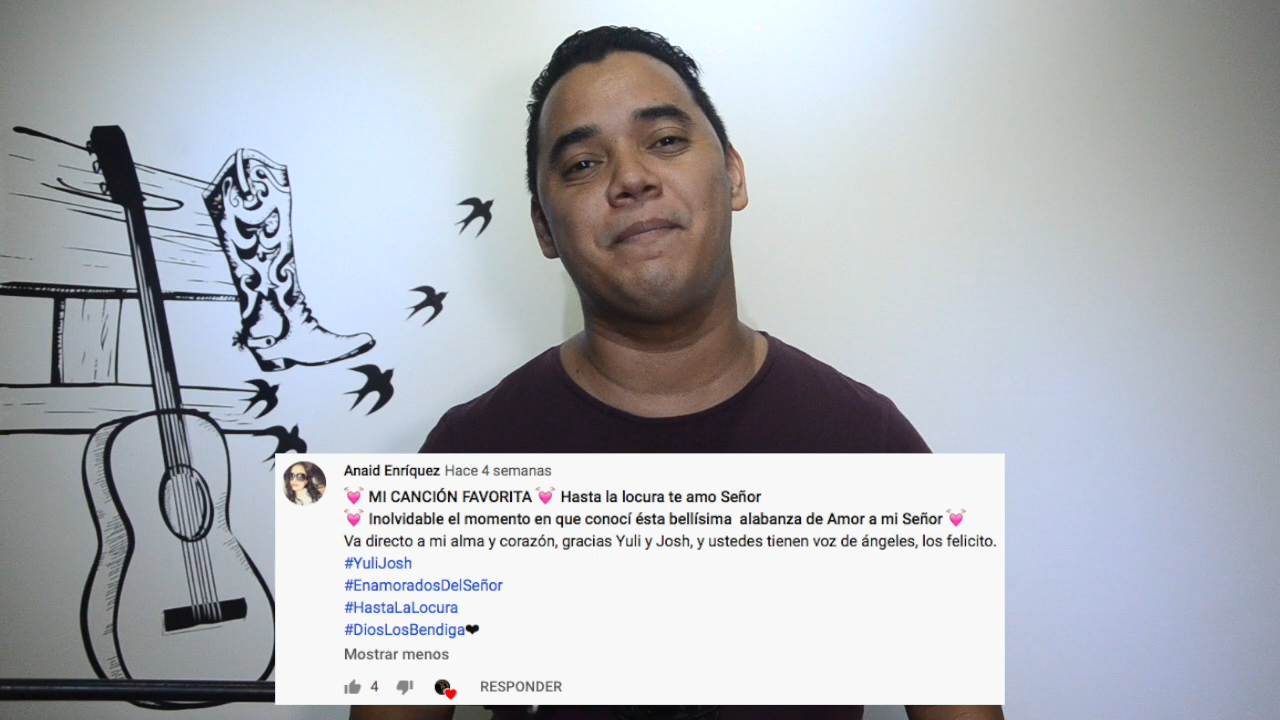 Anaid Enríquez Hace 4 semanas
💓 MI CANCIÓN FAVORITA 💓 Hasta la locura te amo Señor
💓 Inolvidable el momento en que conocí ésta bellísima alabanza de Amor a mi Señor 💓
Va directo a mi alma y corazón, gracias Yuli y Josh, y ustedes tienen voz de ángeles, los felicito.
#YuliJosh
#EnamoradosDelSeñor
#HastaLaLocura
#DiosLosBendiga❤
Mostrar menos
4 RESPONDER